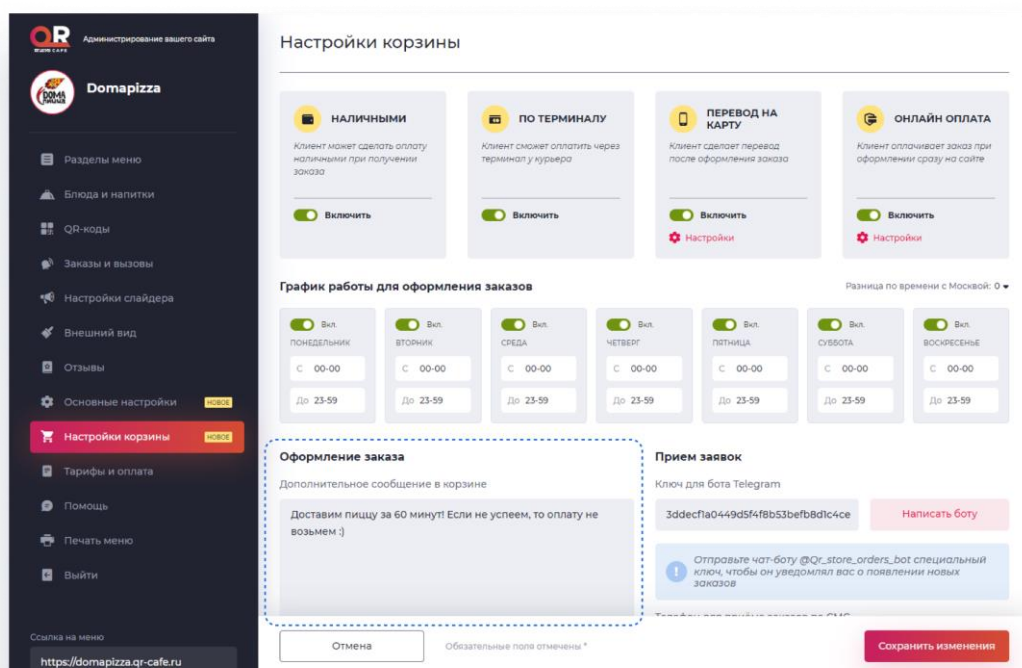 QR
Администрирование вашего сайта
Domapizza
Разделы меню
Блюда и напитки
QR-коды
Заказы и вызовы
Настройки слайдера
Внешний вид
Отзывы
Основные настройки НОВОЕ
Настройки корзины НОВОЕ
Тарифы и оплата
Помощь
Печать меню
Выйти
Ссылка на меню
https://domapizza.qr-cafe.ru
Настройки корзины
НАЛИЧНЫМИ
Клиент может сделать оплату
наличными при получении
заказа
Включить
ПО ТЕРМИНАЛУ
Клиент сможет оплатить через
терминал у курьера
Включить
ПЕРЕВОД НА
КАРТУ
Клиент сделает перевод
после оформления заказа
Включить
Настройки
ОНЛАЙН ОПЛАТА
Клиент оплачивает заказ при
оформлении сразу на сайте
Включить
Настройки
График работы для оформления заказов
Разница по времени с Москвой: 0
Вкл.
ПОНЕДЕЛЬНИК
С 00-00
До 23-59
Вкл.
ВТОРНИК
С 00-00
До 23-59
Вкл.
СРЕДА
С 00-00
До 23-59
Вкл.
ЧЕТВЕРГ
С 00-00
До 23-59
Вкл.
ПЯТНИЦА
С 00-00
До 23-59
Вкл.
СУББОТА
С 00-00
До 23-59
Вкл.
ВОСКРЕСЕНЬЕ
С 00-00
До 23-59
Оформление заказа
Дополнительное сообщение в корзине
Доставим пиццу за 60 минут! Если не успеем, то оплату не
возьмем :)
Прием заявок
Ключ для бота Telegram
3ddecf1a0449d5f4f8b53befb8d1c4ce
Написать боту
Отправьте чат-боту @Qr_store_orders_bot специальный
ключ, чтобы он уведомлял вас о появлении новых
заказов
Отмена
Обязательные поля отмечены *
Сохранить изменения